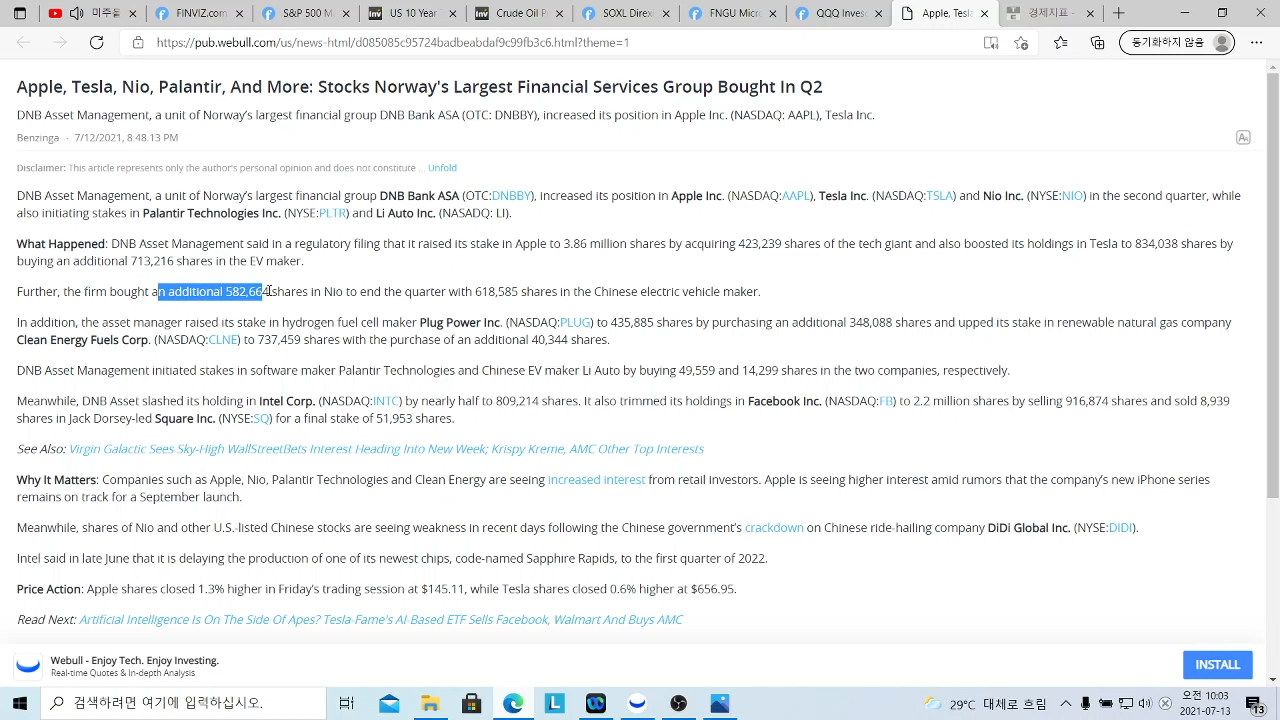 미주돈
FINVIZ.com
S&P 500 M
US 10 Year
Crude Oil P
SOXL Direx
FNGU Micro
QQQ Inves
Apple, Tesla
경제지표 -
https://pub.webull.com/us/news-html/d085085c95724badbeabdaf9c99fb3c6.html?theme=1
동기화하지 않음
Apple, Tesla, Nio, Palantir, And More: Stocks Norway's Largest Financial Services Group Bought In Q2
DNB Asset Management, a unit of Norway's largest financial group DNB Bank ASA (OTC: DNBBY), increased its position in Apple Inc. (NASDAQ: AAPL), Tesla Inc.
Benzinga · 7/12/2021, 8:48:13 PM
Disclaimer: This article represents only the author's personal opinion and does not constitute ... Unfold
DNB Asset Management, a unit of Norway's largest financial group DNB Bank ASA (OTC:DNBBY), increased its position in Apple Inc. (NASDAQ:AAPL), Tesla Inc. (NASDAQ:TSLA) and Nio Inc. (NYSE:NIO) in the second quarter, while
also initiating stakes in Palantir Technologies Inc. (NYSE:PLTR) and Li Auto Inc. (NASADQ: LI).
What Happened: DNB Asset Management said in a regulatory filing that it raised its stake in Apple to 3.86 million shares by acquiring 423,239 shares of the tech giant and also boosted its holdings in Tesla to 834,038 shares by
buying an additional 713,216 shares in the EV maker.
Further, the firm bought an additional 582,664 shares in Nio to end the quarter with 618,585 shares in the Chinese electric vehicle maker.
In addition, the asset manager raised its stake in hydrogen fuel cell maker Plug Power Inc. (NASDAQ:PLUG) to 435,885 shares by purchasing an additional 348,088 shares and upped its stake in renewable natural gas company
Clean Energy Fuels Corp. (NASDAQ:CLNE) to 737,459 shares with the purchase of an additional 40,344 shares.
DNB Asset Management initiated stakes in software maker Palantir Technologies and Chinese EV maker Li Auto by buying 49,559 and 14,299 shares in the two companies, respectively.
Meanwhile, DNB Asset slashed its holding in Intel Corp. (NASDAQ:INTC) by nearly half to 809,214 shares. It also trimmed its holdings in Facebook Inc. (NASDAQ:FB) to 2.2 million shares by selling 916,874 shares and sold 8,939
shares in Jack Dorsey-led Square Inc. (NYSE:SQ) for a final stake of 51,953 shares.
See Also: Virgin Galactic Sees Sky-High WallStreetBets Interest Heading Into New Week; Krispy Kreme, AMC Other Top Interests
Why It Matters: Companies such as Apple, Nio, Palantir Technologies and Clean Energy are seeing increased interest from retail investors. Apple is seeing higher interest amid rumors that the company's new iPhone series
remains on track for a September launch.
Meanwhile, shares of Nio and other U.S.-listed Chinese stocks are seeing weakness in recent days following the Chinese government's crackdown on Chinese ride-hailing company DiDi Global Inc. (NYSE:DIDI).
Intel said in late June that it is delaying the production of one of its newest chips, code-named Sapphire Rapids, to the first quarter of 2022.
Price Action: Apple shares closed 1.3% higher in Friday's trading session at $145.11, while Tesla shares closed 0.6% higher at $656.95.
Read Next: Artificial Intelligence Is On The Side Of Apes? Tesla-Fame's AI-Based ETF Sells Facebook, Walmart And Buys AMC
Webull - Enjoy Tech. Enjoy Investing.
Real-time Quotes & In-depth Analysis
INSTALL
검색하려면 여기에 입력하십시오.
29°C 대체로 흐림
오전 10:03
2021-07-13
13